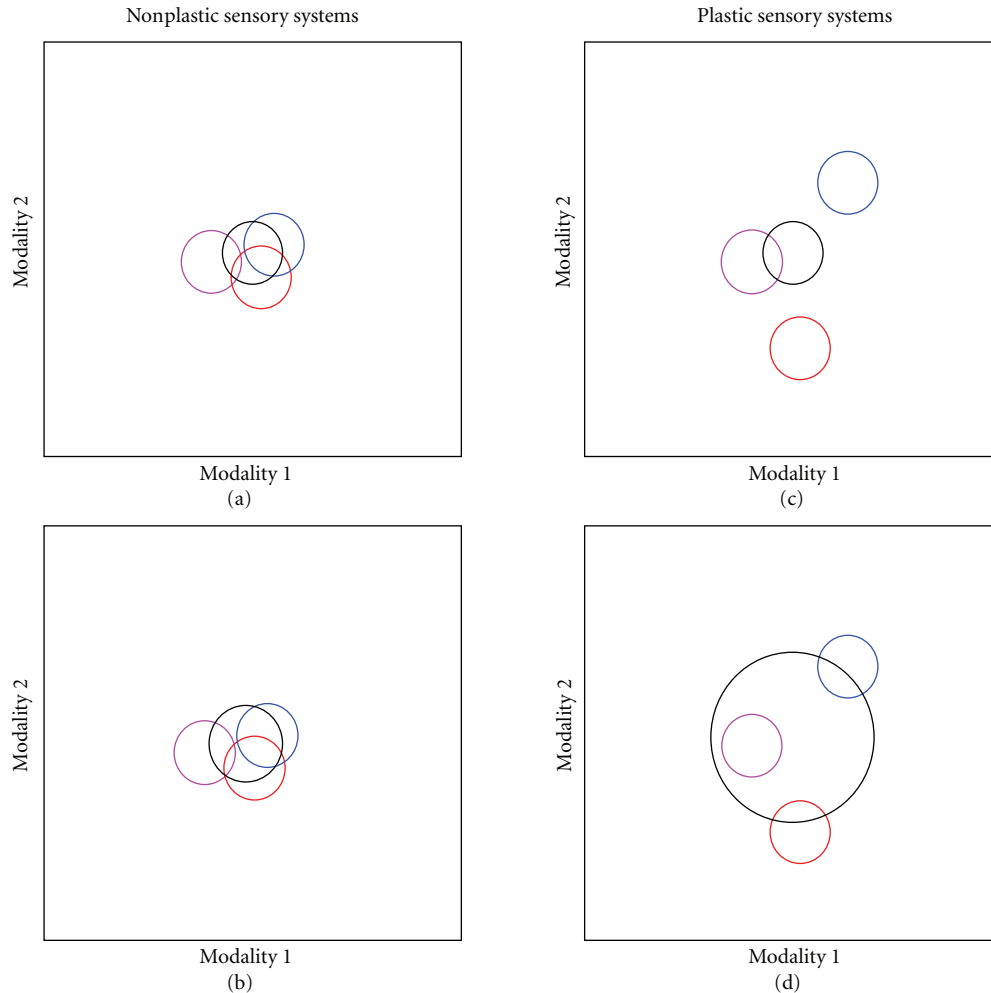 Nonplastic sensory systems
Plastic sensory systems
Modality 2
Modality 1
(a)
Modality 2
Modality 1
(c)
Modality 2
Modality 1
(b)
Modality 2
Modality 1
(d)